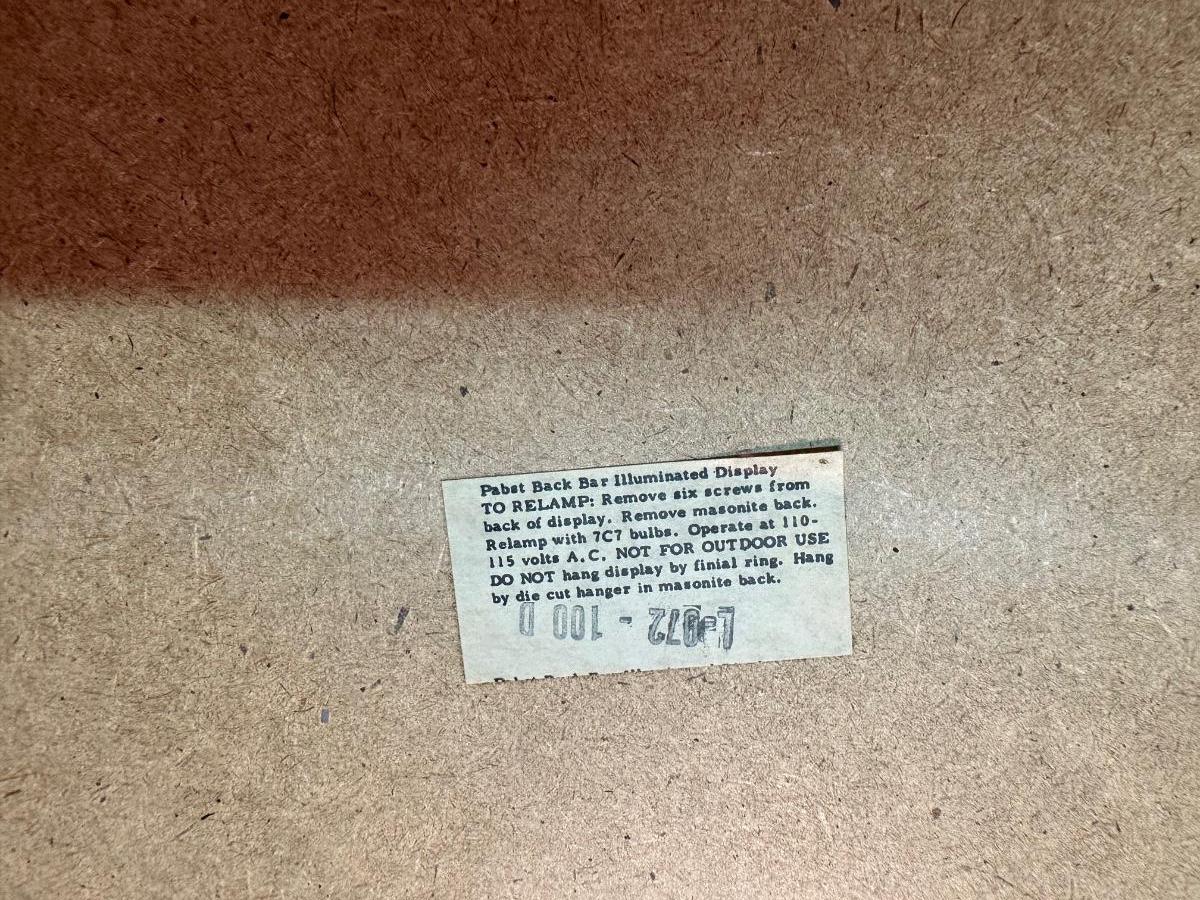 Pabst Back Bar Illuminated Display
TO RELAMP: Remove six screws from
back of display. Remove masonite back.
Relamp with 7C7 bulbs. Operate at 110-
115 volts A.C. NOT FOR OUTDOOR USE
DO NOT hang display by finial ring. Hang
by die cut hanger in masonite back.
L-072 - 100 D